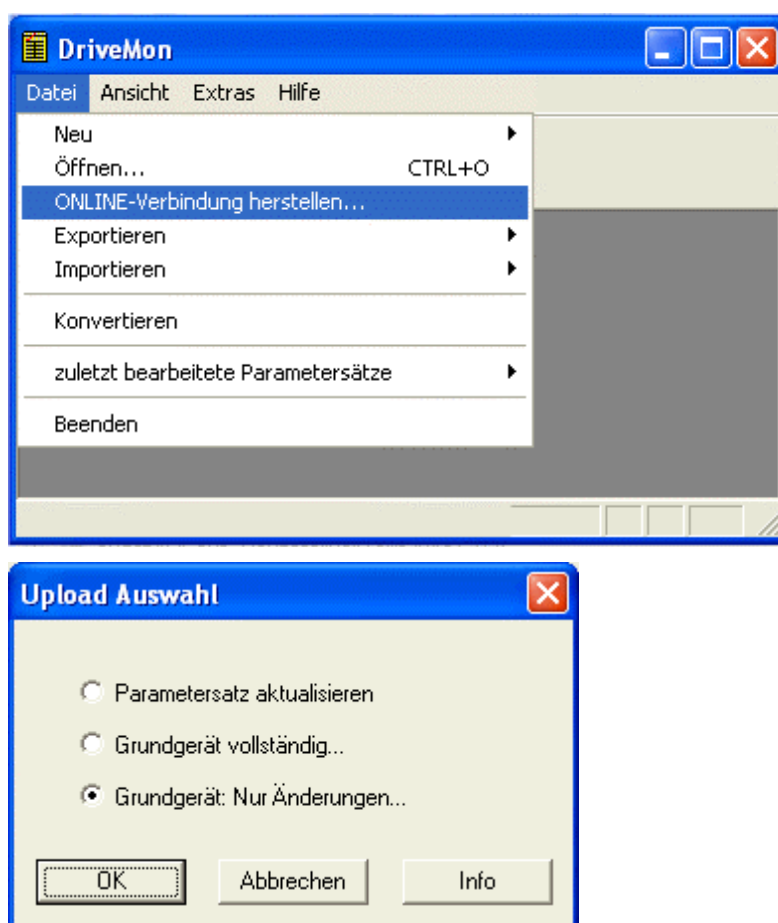 DriveMon
Datei Ansicht Extras Hilfe
Neu
Öffnen... CTRL+O
ONLINE-Verbindung herstellen...
Exportieren
Importieren
Konvertieren
zuletzt bearbeitete Parametersätze
Beenden
Upload Auswahl
Parametersatz aktualisieren
Grundgerät vollständig...
Grundgerät: Nur Änderungen...
OK Abbrechen Info